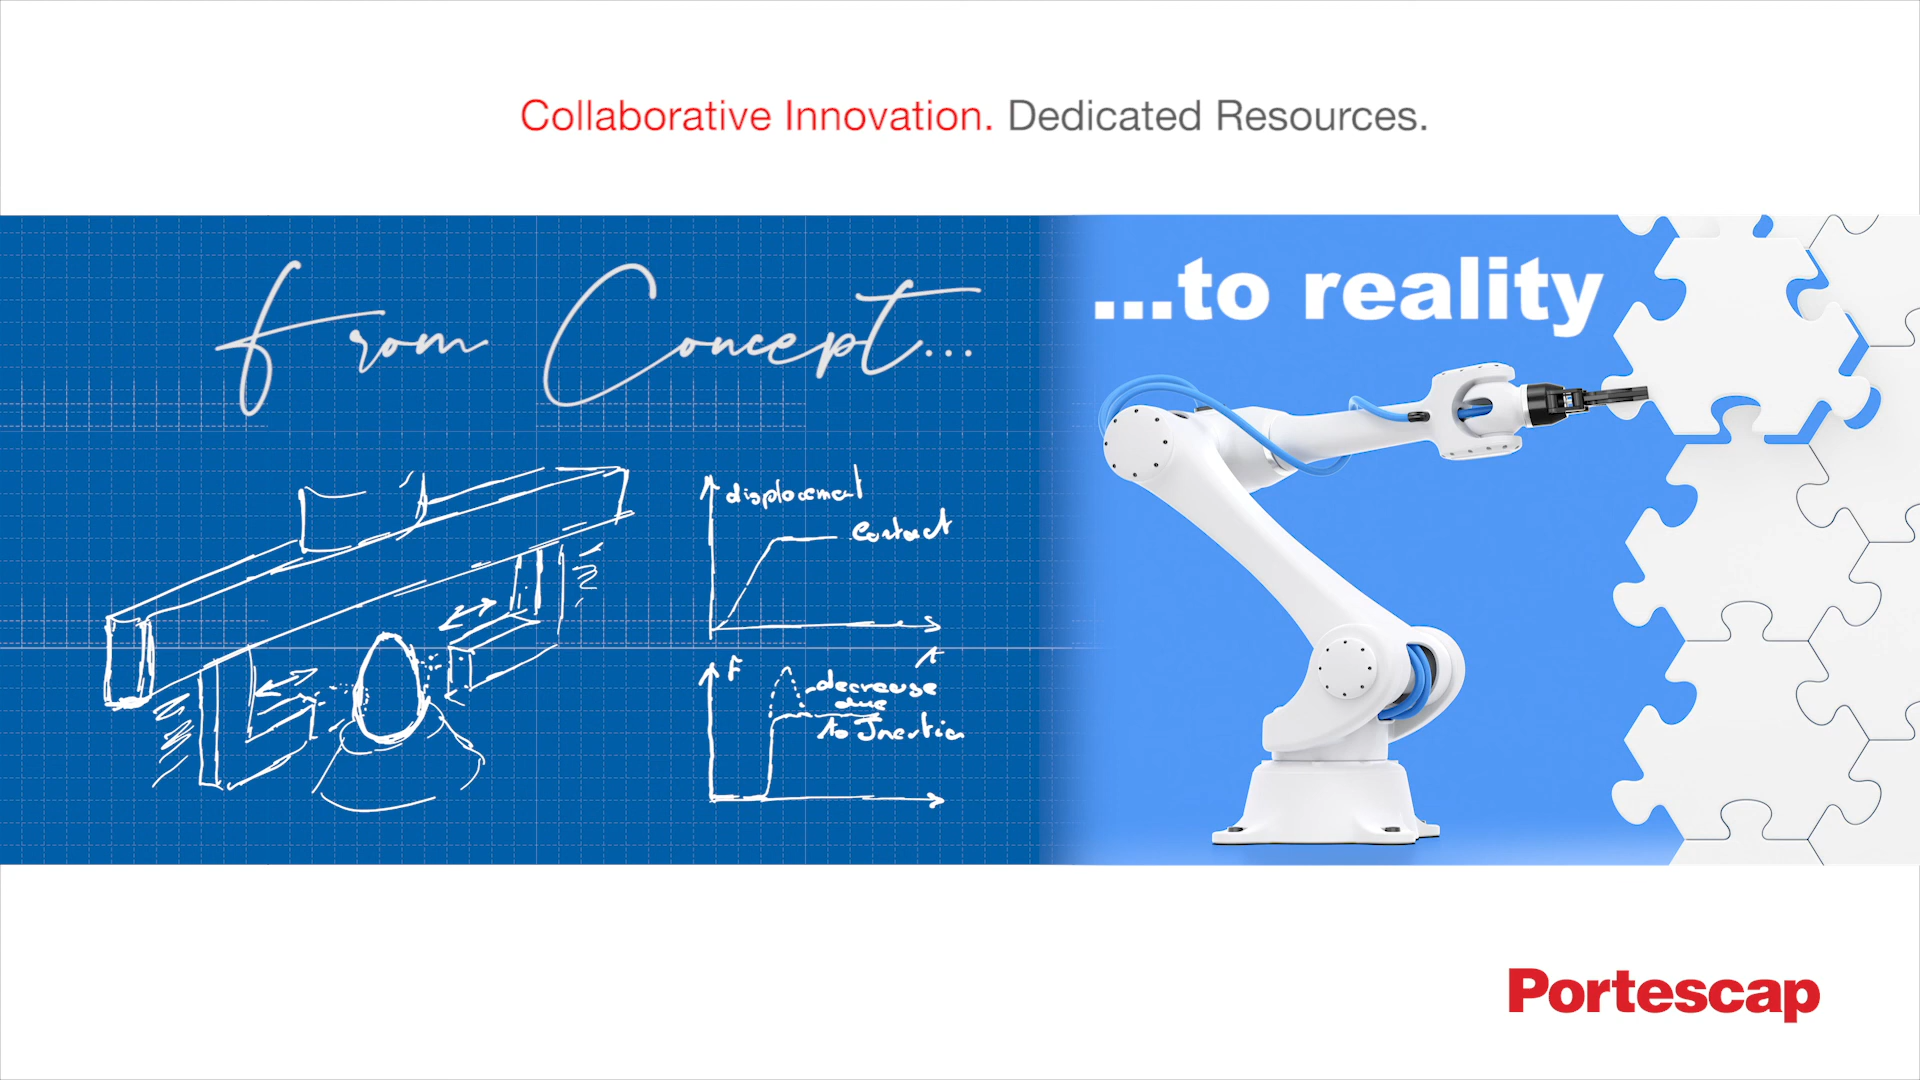 Collaborative Innovation. Dedicated Resources.
From Concept...
...to reality
displacement
Contact
F
decrease
due
to Inertia
Portescap